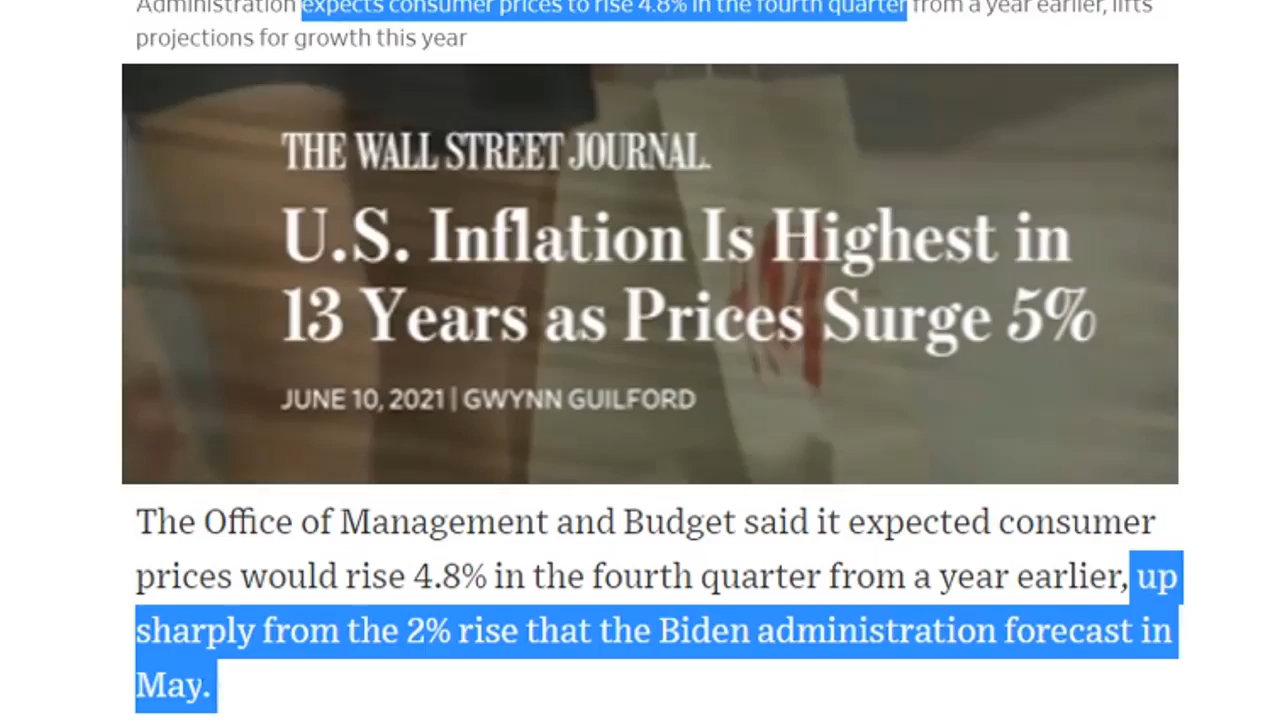 Administration expects consumer prices to rise 4.8% in the fourth quarter from a year earlier, lifts
projections for growth this year
THE WALL STREET JOURNAL.
U.S. Inflation Is Highest in
13 Years as Prices Surge 5%
JUNE 10, 2021 | GWYNN GUILFORD
The Office of Management and Budget said it expected consumer
prices would rise 4.8% in the fourth quarter from a year earlier, up
sharply from the 2% rise that the Biden administration forecast in
May.